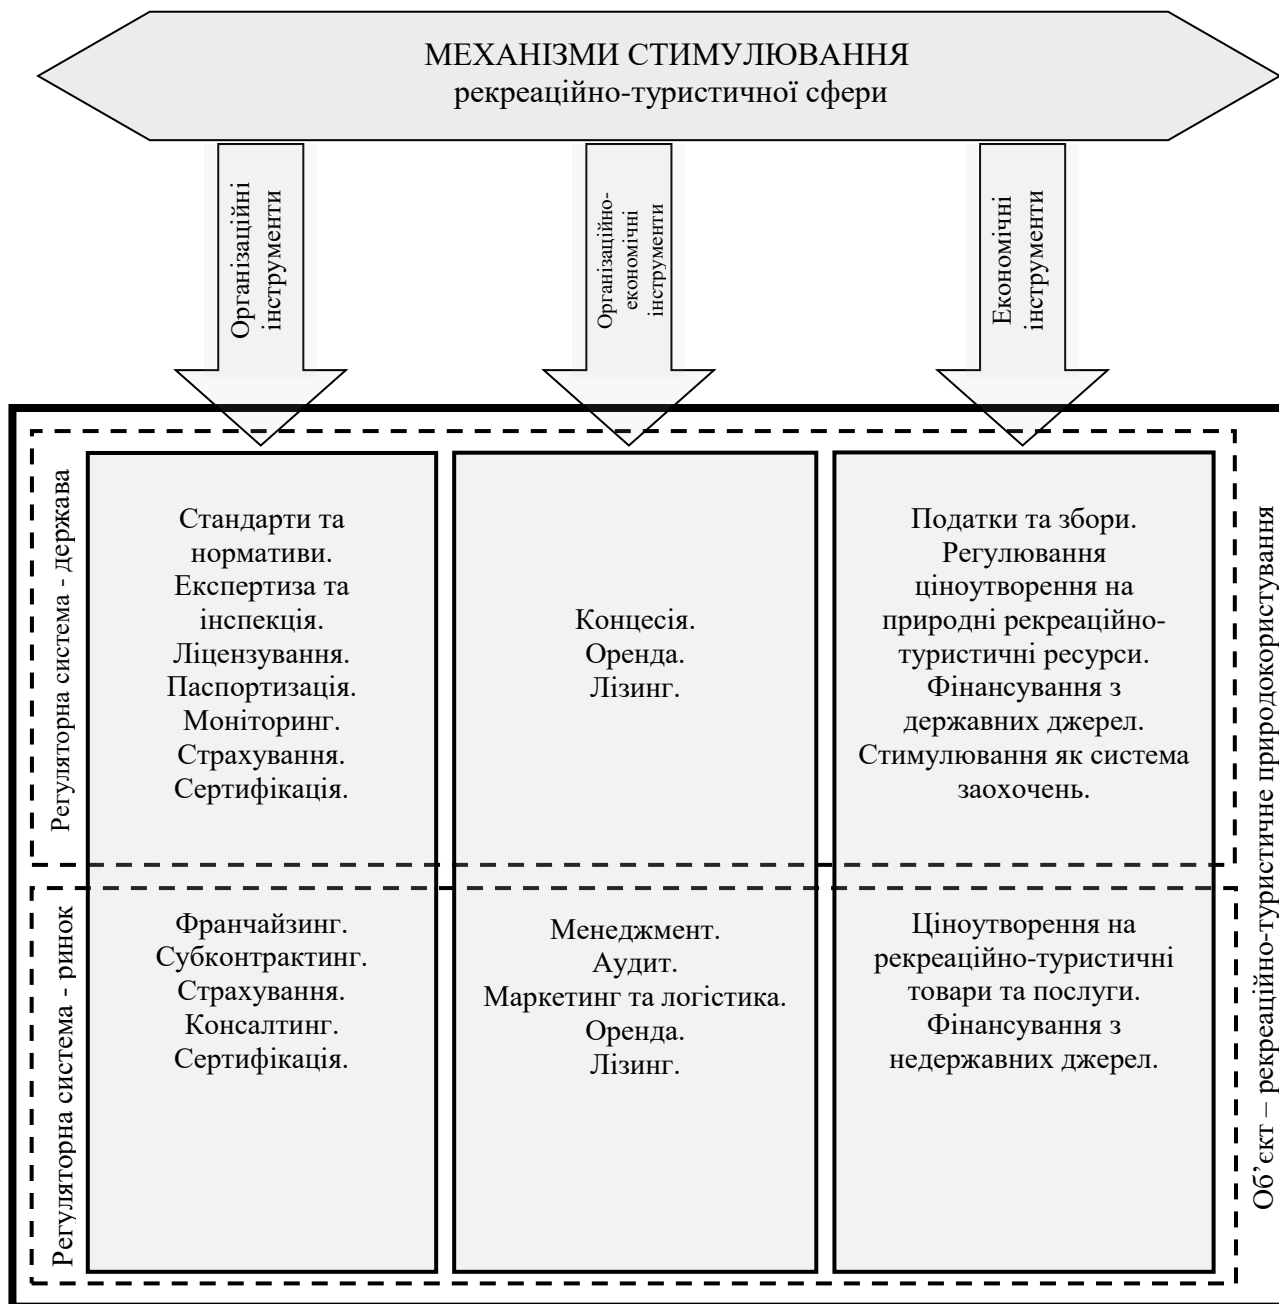 МЕХАНІЗМИ СТИМУЛЮВАННЯ
рекреаційно-туристичної сфери
Організаційні
інструменти
Організаційно-
економічні
інструменти
Економічні
інструменти
Регуляторна система - держава
Стандарти та
нормативи.
Експертиза та
інспекція.
Ліцензування.
Паспортизація.
Моніторинг.
Страхування.
Сертифікація.
Концесія.
Оренда.
Лізинг.
Податки та збори.
Регулювання
ціноутворення на
природні рекреаційно-
туристичні ресурси.
Фінансування з
державних джерел.
Стимулювання як система
заохочень.
Регуляторна система - ринок
Франчайзинг.
Субконтрактинг.
Страхування.
Консалтинг.
Сертифікація.
Менеджмент.
Аудит.
Маркетинг та логістика.
Оренда.
Лізинг.
Ціноутворення на
рекреаційно-туристичні
товари та послуги.
Фінансування з
недержавних джерел.
Об’єкт – рекреаційно-туристичне природокористування